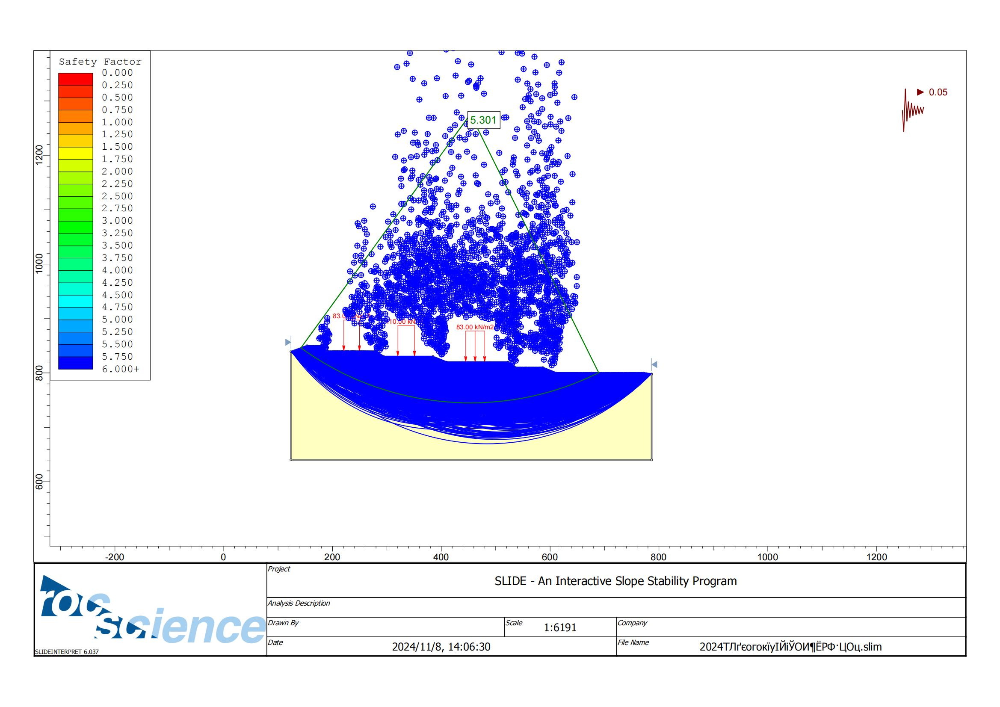 Safety Factor
0.000
0.250
0.500
0.750
1.000
1.250
1.500
1.750
2.000
2.250
2.500
2.750
3.000
3.250
3.500
3.750
4.000
4.250
4.500
4.750
5.000
5.250
5.500
5.750
6.000+
5.301
0.05
83.00 kN/m2
1200
1000
800
600
-200 0 200 400 600 800 1000 1200
rocscience
SLIDEINTERPRET 6.037
Project
SLIDE - An Interactive Slope Stability Program
Analysis Description
Drawn By
Scale 1:6191
Company
Date 2024/11/8, 14:06:30
File Name